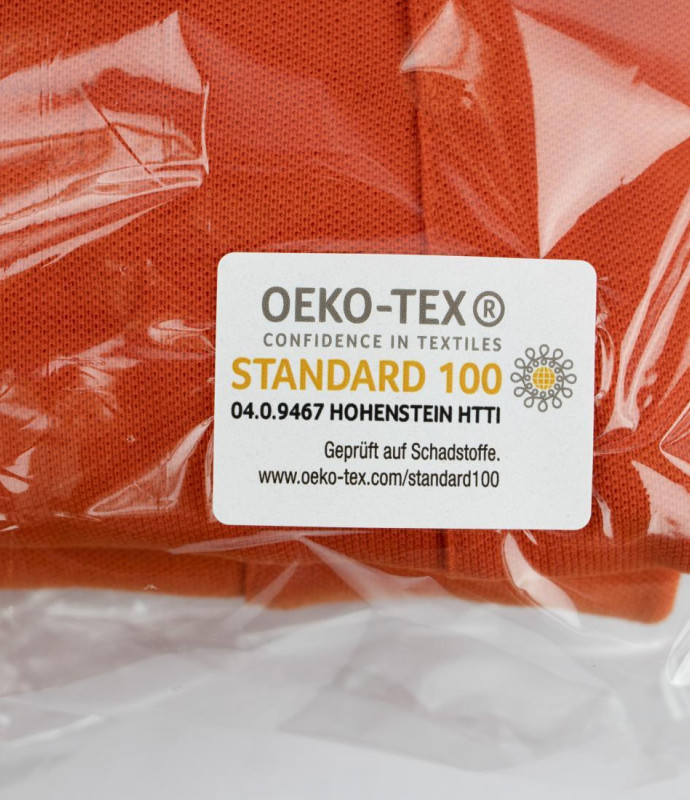 OEKO-TEX®
CONFIDENCE IN TEXTILES
STANDARD 100
04.0.9467 HOHENSTEIN HTTI
Geprüft auf Schadstoffe.
www.oeko-tex.com/standard100